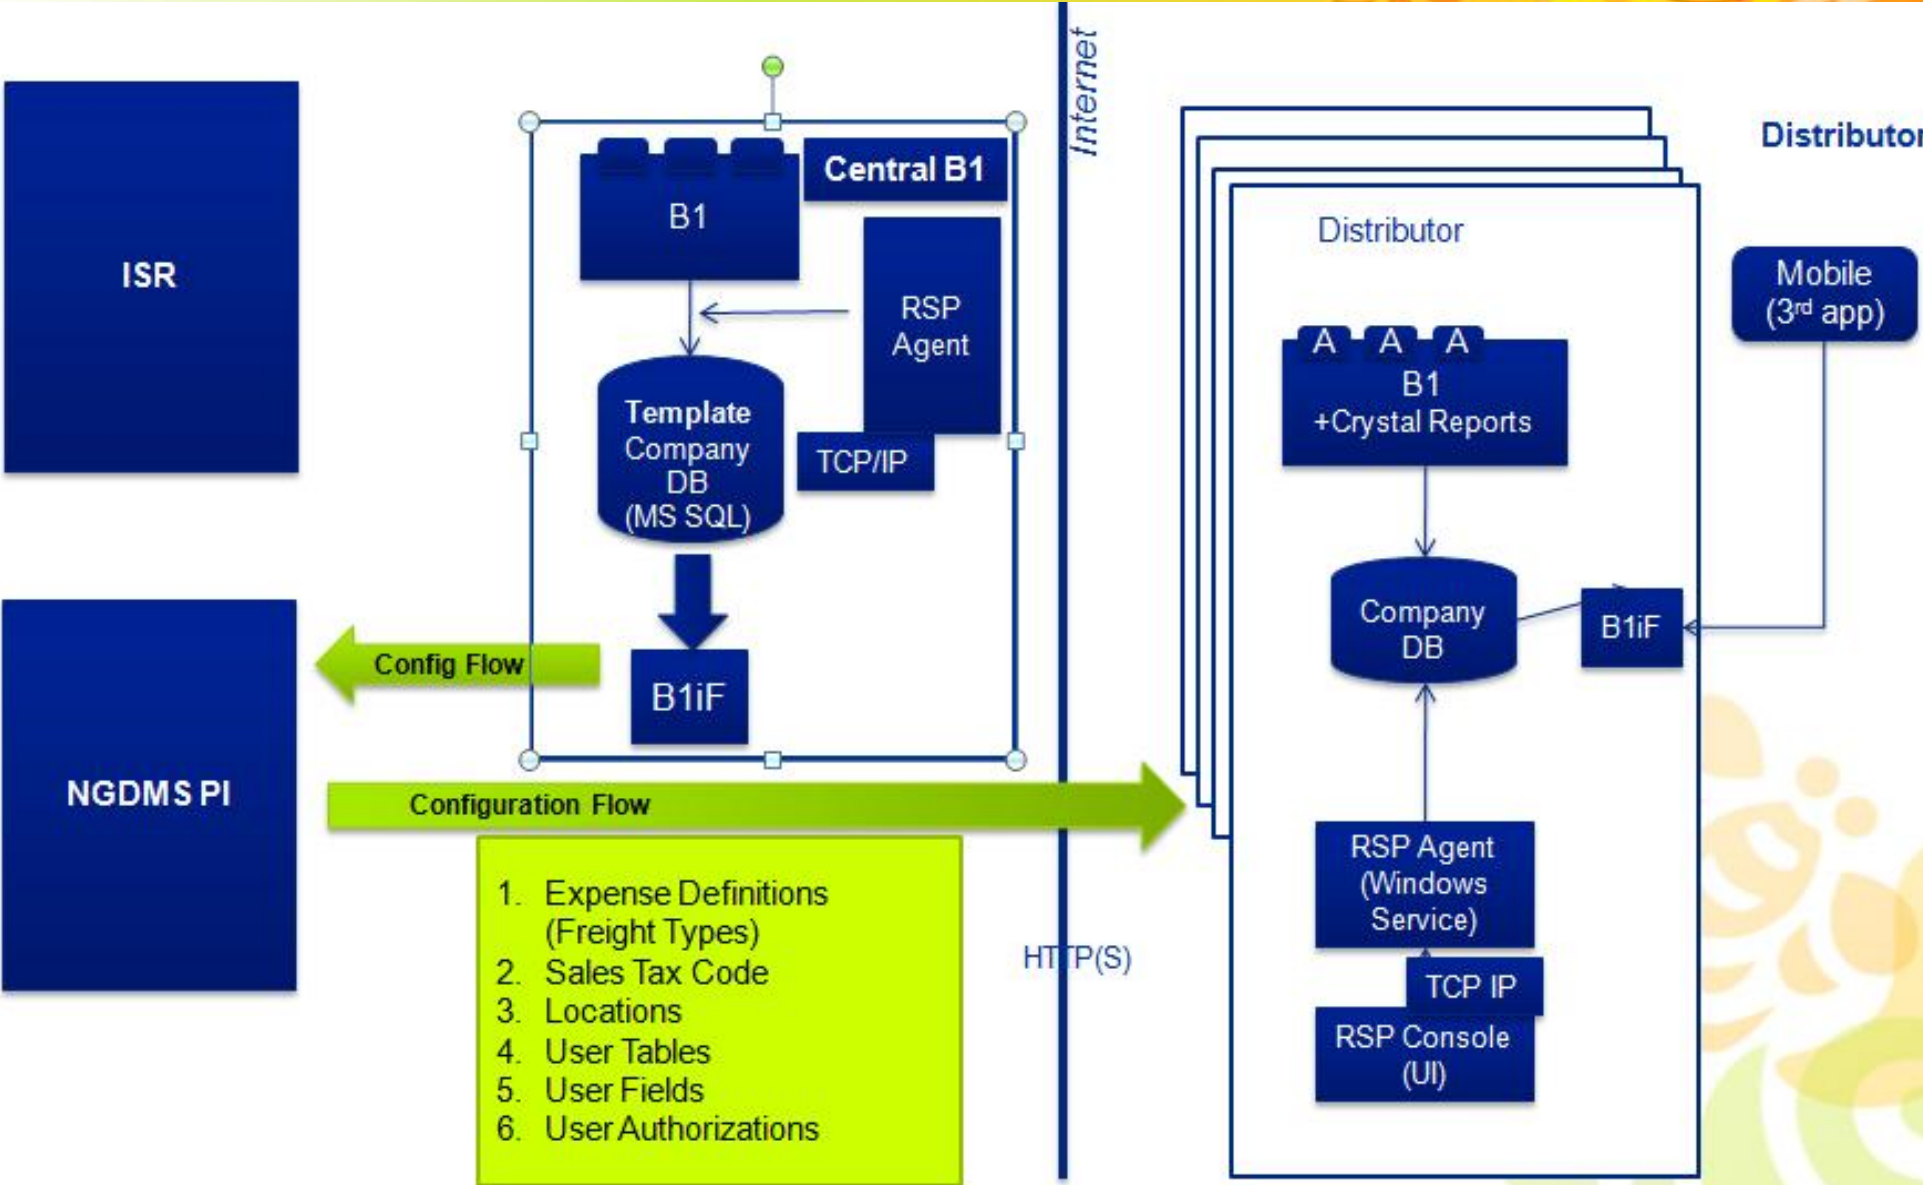 Internet
Distributor
ISR
Central B1
B1
RSP
Agent
Template
Company
DB
(MS SQL)
TCP/IP
Config Flow
B1iF
NGDMS PI
Configuration Flow
1. Expense Definitions
(Freight Types)
2. Sales Tax Code
3. Locations
4. User Tables
5. User Fields
6. User Authorizations
HTTP(S)
Distributor
A A A
B1
+Crystal Reports
Mobile
(3rd app)
Company
DB
B1iF
RSP Agent
(Windows
Service)
TCP IP
RSP Console
(UI)